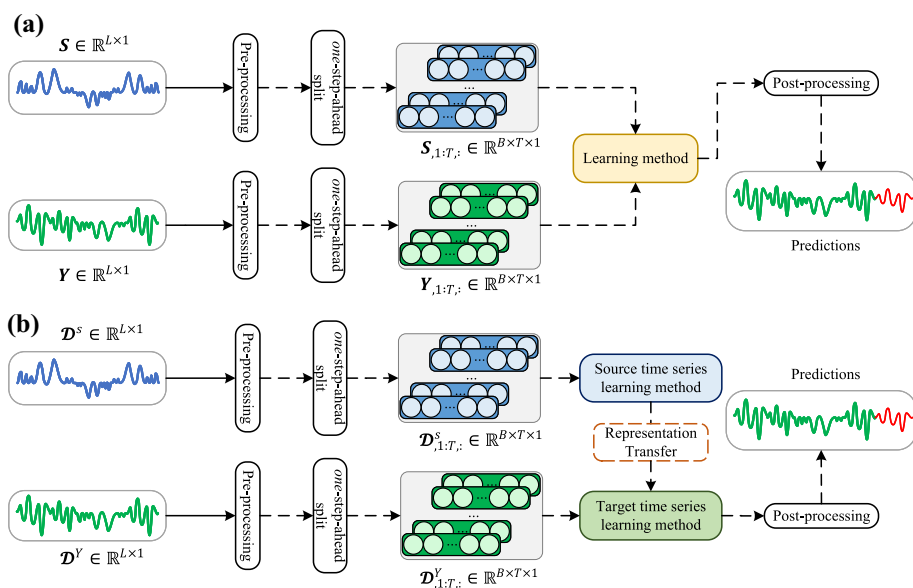 (a)
S ∈ ℝ^{L×1}
Pre-processing
one-step-ahead
split
...
...
...
S_{,1:T,:} ∈ ℝ^{B×T×1}
Post-processing
Learning method
Pre-processing
one-step-ahead
split
...
...
...
Y ∈ ℝ^{L×1}
Y_{,1:T,:} ∈ ℝ^{B×T×1}
Predictions
(b)
𝓓^s ∈ ℝ^{L×1}
Pre-processing
one-step-ahead
split
...
...
...
𝓓^s_{,1:T,:} ∈ ℝ^{B×T×1}
Source time series
learning method
Predictions
Representation
Transfer
Pre-processing
one-step-ahead
split
...
...
...
Target time series
learning method
Post-processing
𝓓^Y ∈ ℝ^{L×1}
𝓓^Y_{,1:T,:} ∈ ℝ^{B×T×1}